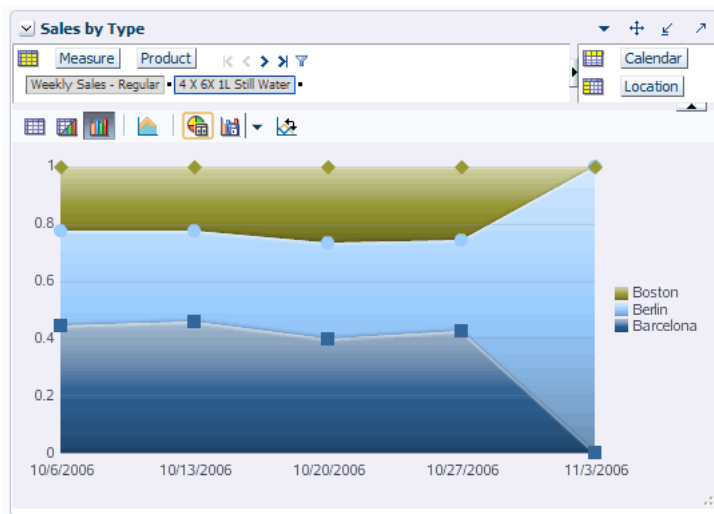 Sales by Type
Measure Product
Calendar
Weekly Sales - Regular 4 X 6X 1L Still Water
Location
1
0.8
0.6
0.4
0.2
0
Boston
Berlin
Barcelona
10/6/2006 10/13/2006 10/20/2006 10/27/2006 11/3/2006